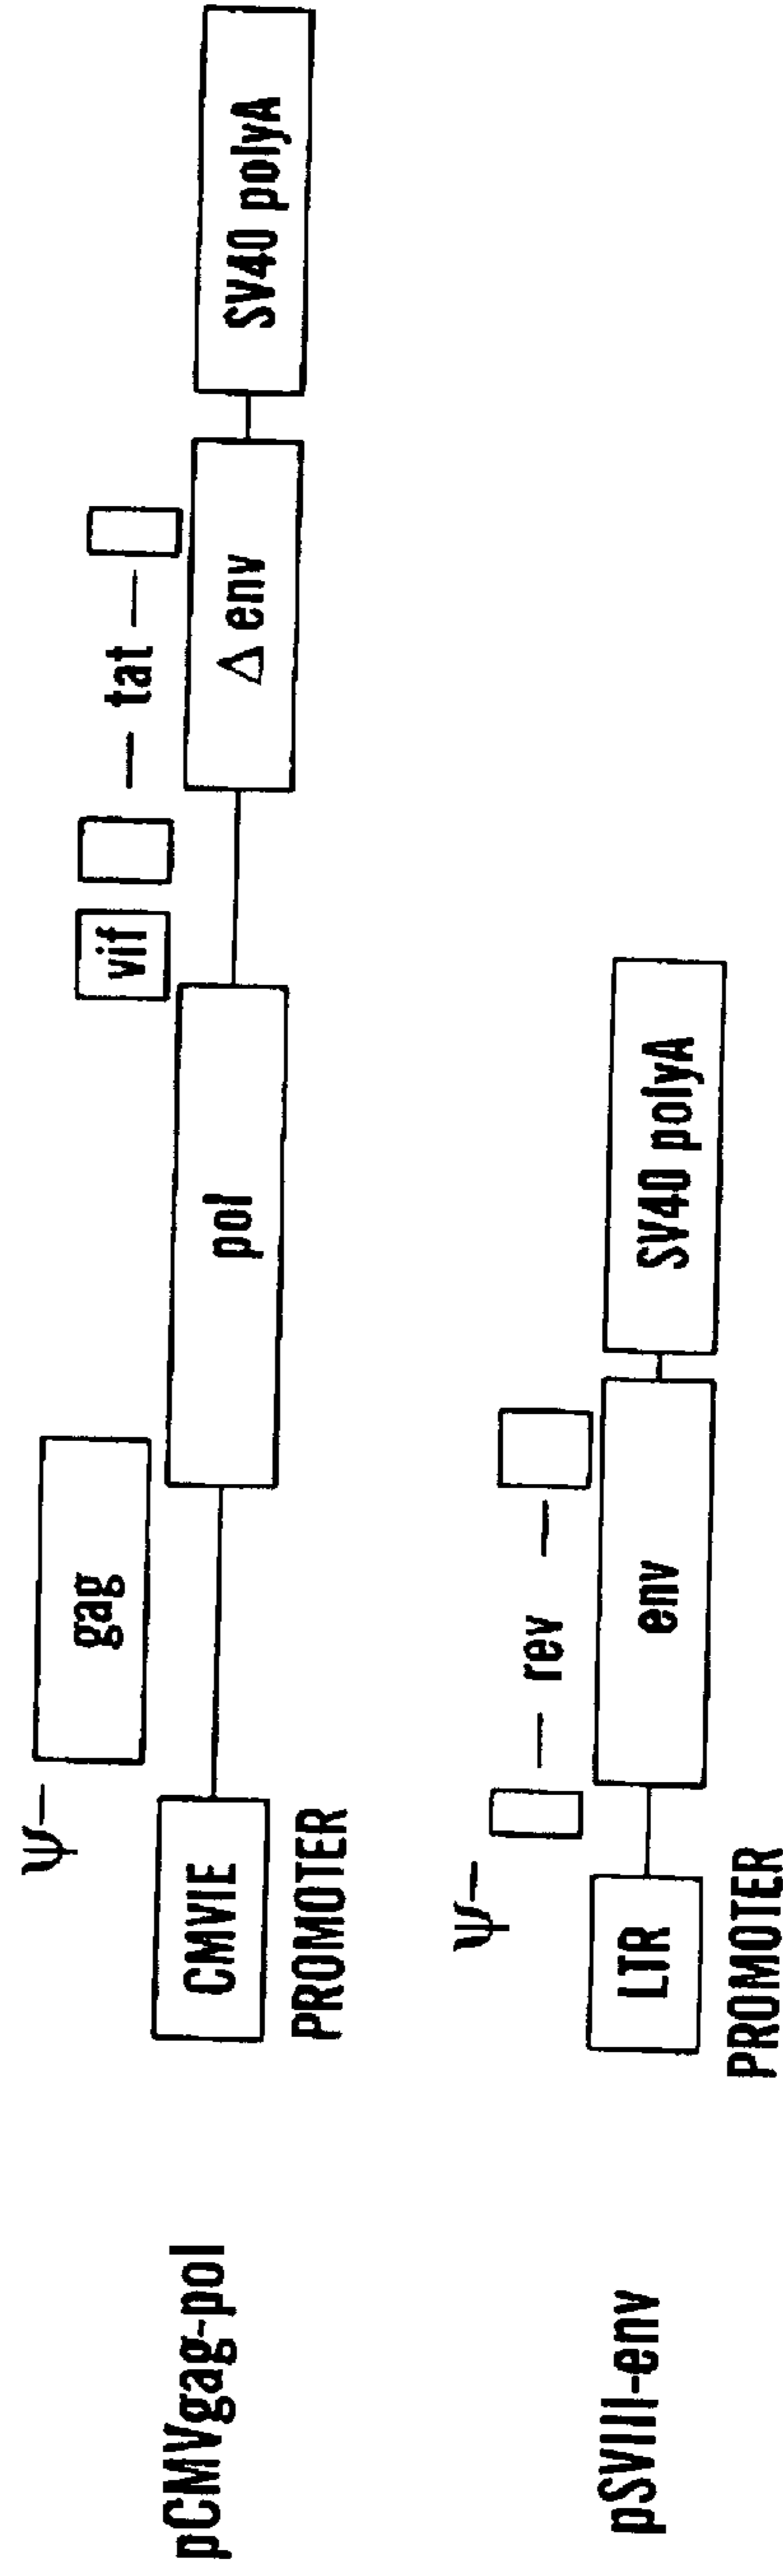 pCMVgag-pol
Ψ—
gag
vif
— tat —
CMVIE
pol
Δ env
SV40 polyA
PROMOTER
pSVIII-env
Ψ—
— rev —
LTR
env
SV40 polyA
PROMOTER